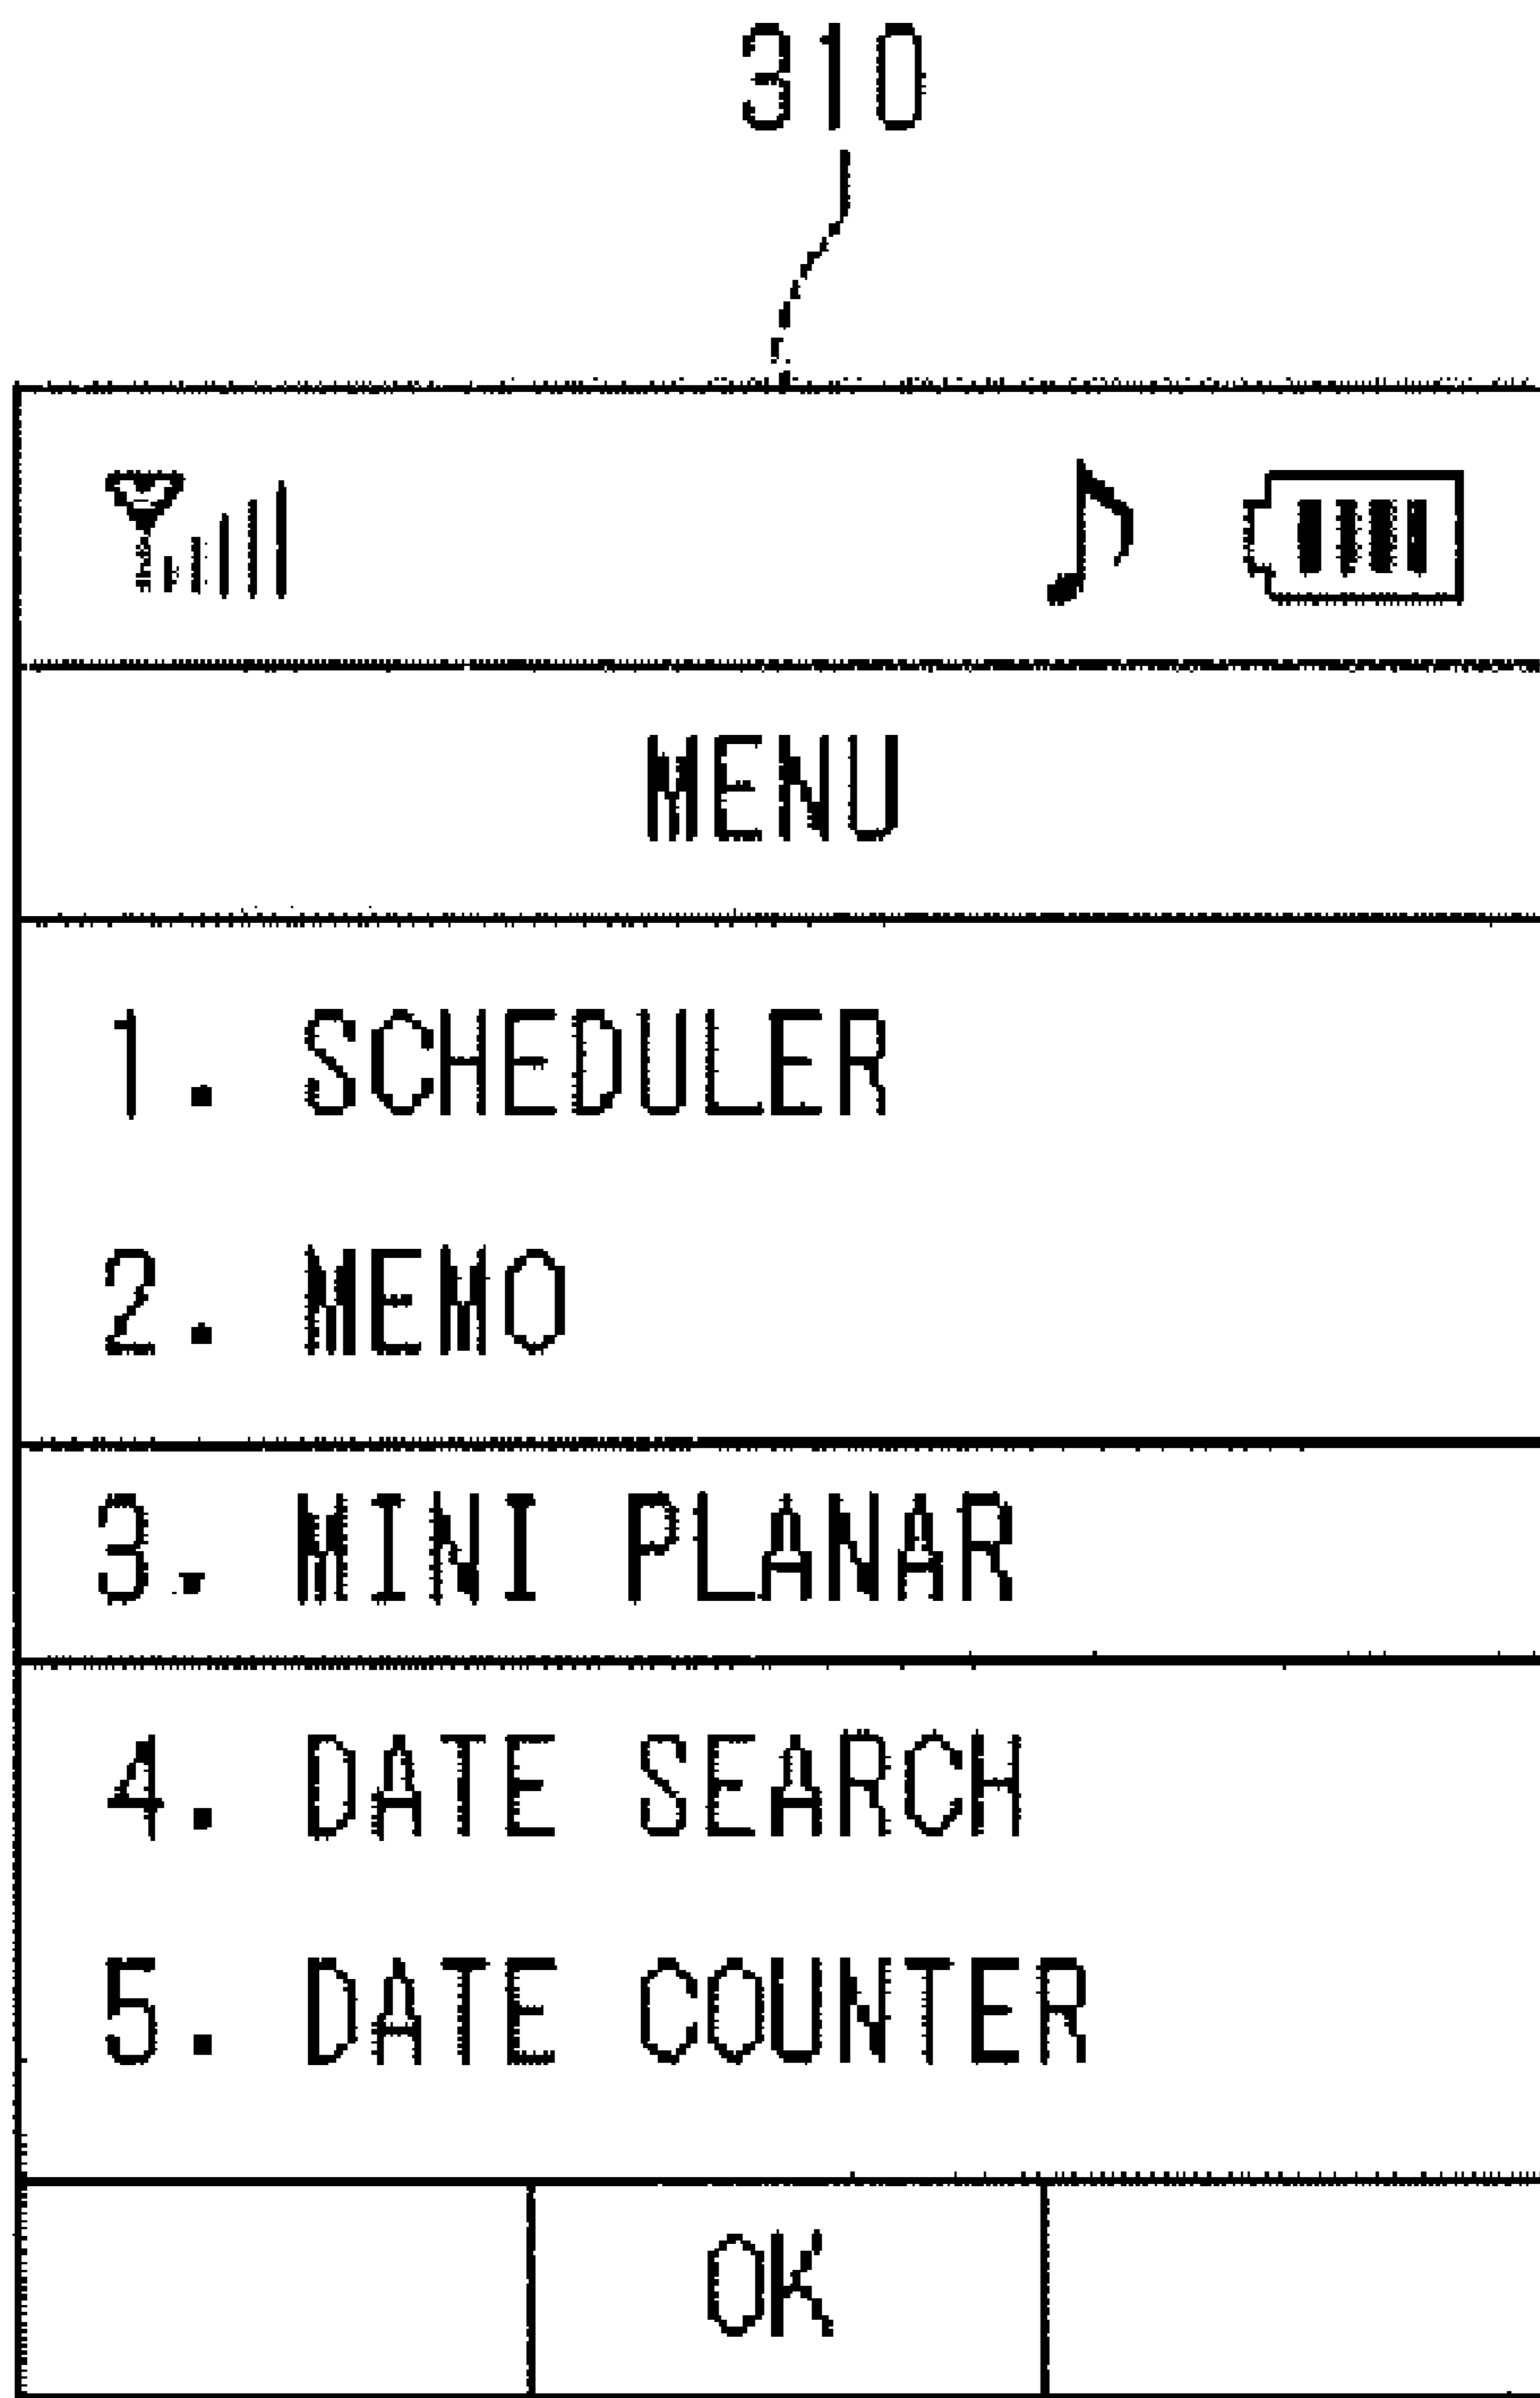 310
MENU
1. SCHEDULER
2. MEMO
3. MINI PLANAR
4. DATE SEARCH
5. DATE COUNTER
OK